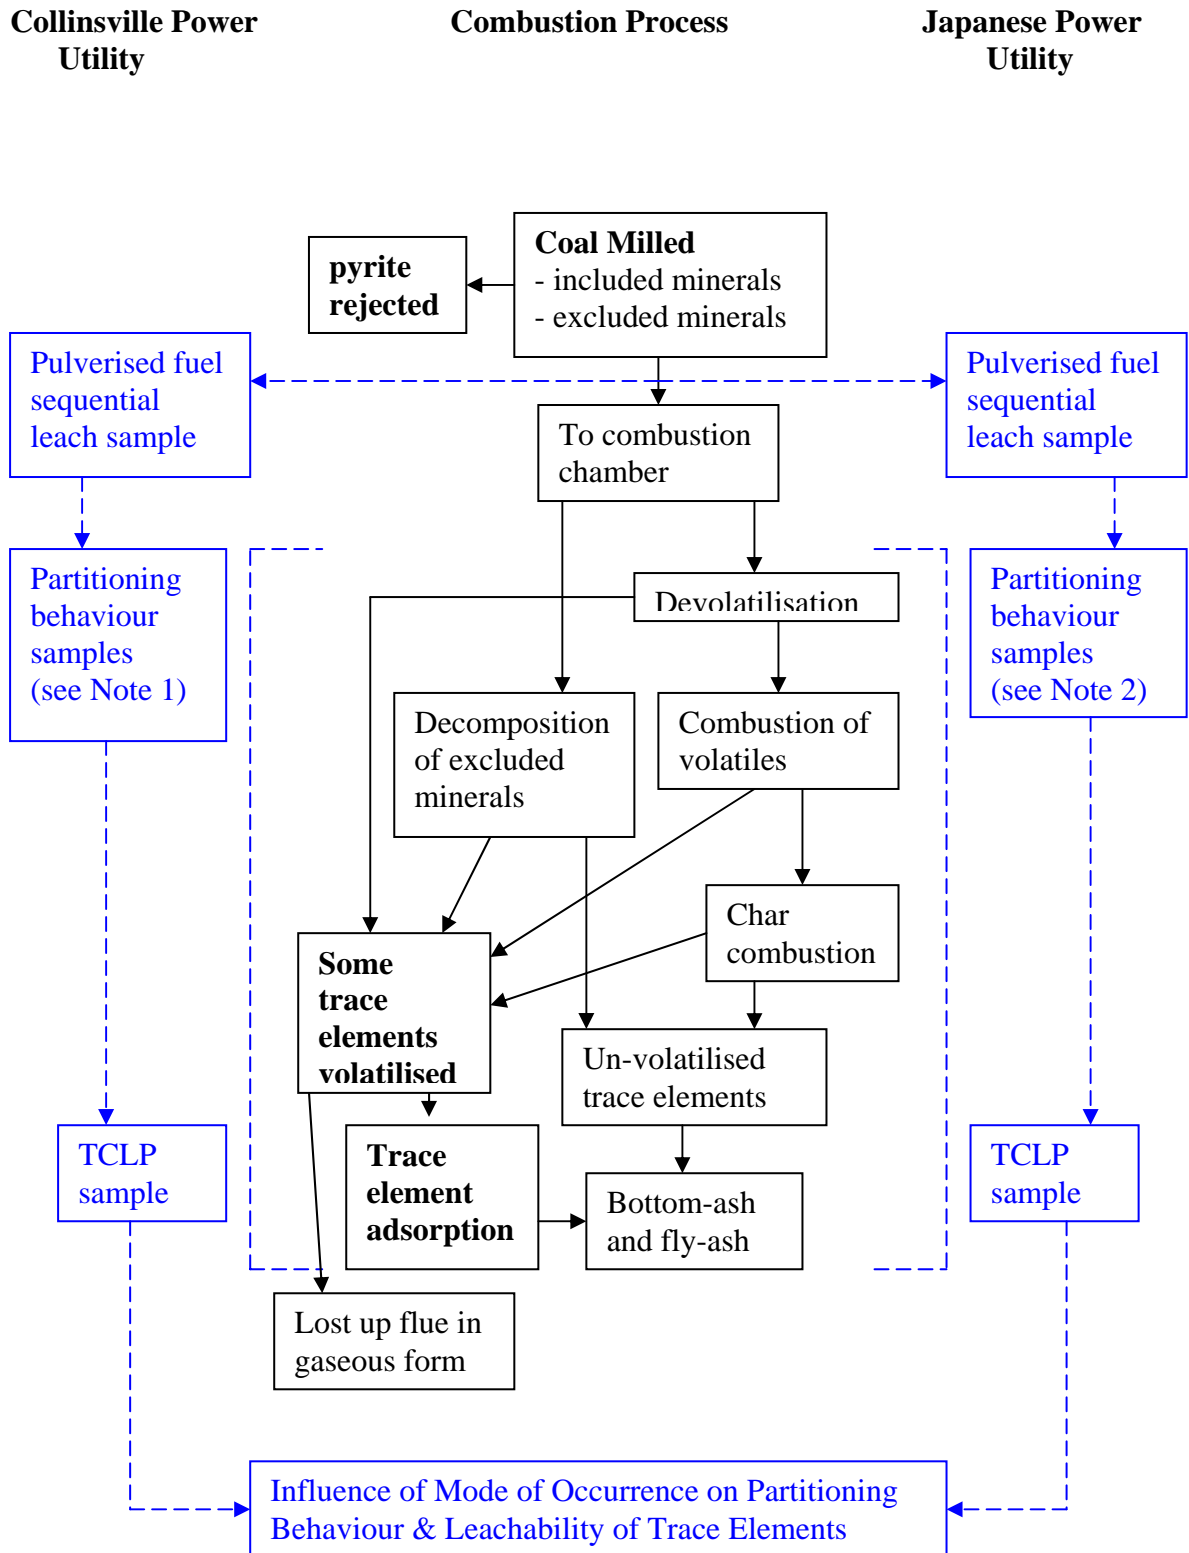 Collinsville Power
Utility
Combustion Process
Japanese Power
Utility
pyrite
rejected
Coal Milled
- included minerals
- excluded minerals
Pulverised fuel
sequential
leach sample
To combustion
chamber
Pulverised fuel
sequential
leach sample
Partitioning
behaviour
samples
(see Note 1)
Devolatilisation
Partitioning
behaviour
samples
(see Note 2)
Decomposition
of excluded
minerals
Combustion of
volatiles
Char
combustion
Some
trace
elements
volatilised
Un-volatilised
trace elements
TCLP
sample
Trace
element
adsorption
Bottom-ash
and fly-ash
TCLP
sample
Lost up flue in
gaseous form
Influence of Mode of Occurrence on Partitioning
Behaviour & Leachability of Trace Elements